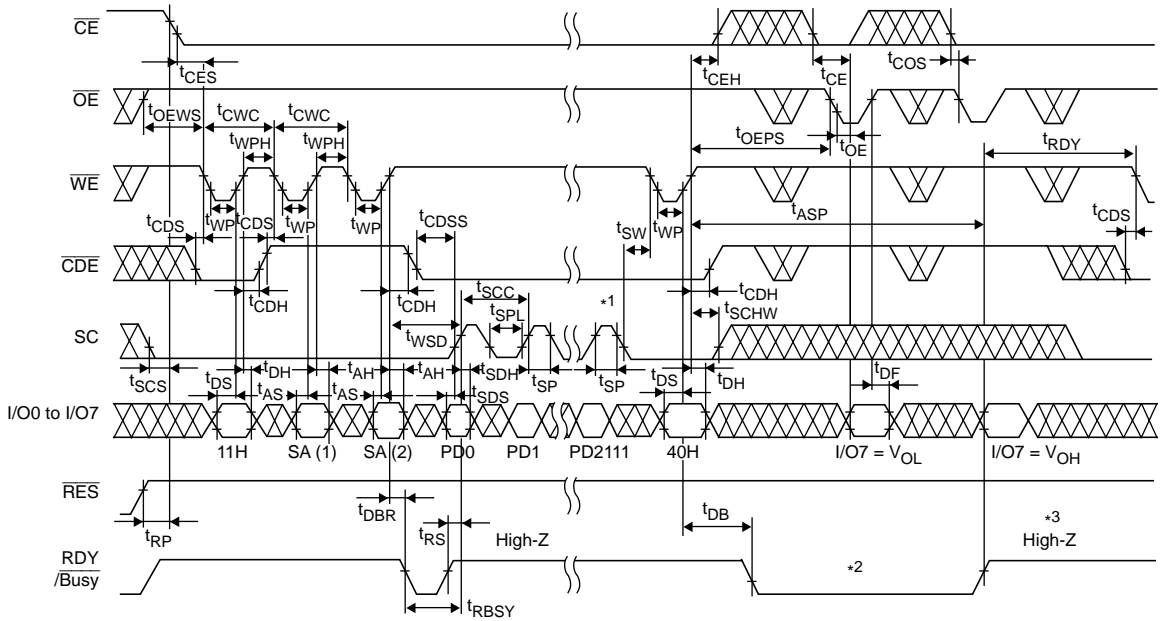 CE
tCES
tCEH
tCE
tCOS
OE
tOEWS
tCWC
tCWC
tWPH
tWPH
tOEPS
tOE
tRDY
WE
tCDS
tWP
tCDS
tWP
tWP
tCDSS
tSW
tWP
tASP
tCDS
CDE
tCDH
tCDH
tSCC
*1
tCDH
tSPL
tSCHW
SC
tWSD
tSCS
tDS
tDH
tAS
tAH
tAS
tAH
tSDH
tSDS
tSP
tSP
tDS
tDH
tDF
I/O0 to I/O7
11H
SA (1)
SA (2)
PD0
PD1
PD2111
40H
I/O7 = VOL
I/O7 = VOH
RES
tRP
tDBR
tRS
High-Z
tDB
*3
High-Z
RDY
/Busy
tRBSY
*2